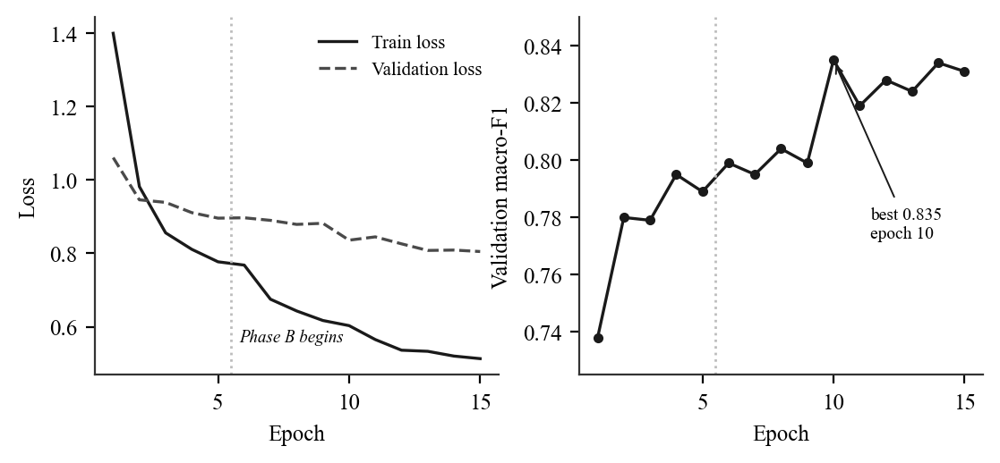 1.4
1.2
1.0
0.8
0.6
Loss
Train loss
Validation loss
Phase B begins
5
10
15
Epoch
0.84
0.82
0.80
0.78
0.76
0.74
Validation macro-F1
best 0.835
epoch 10
5
10
15
Epoch